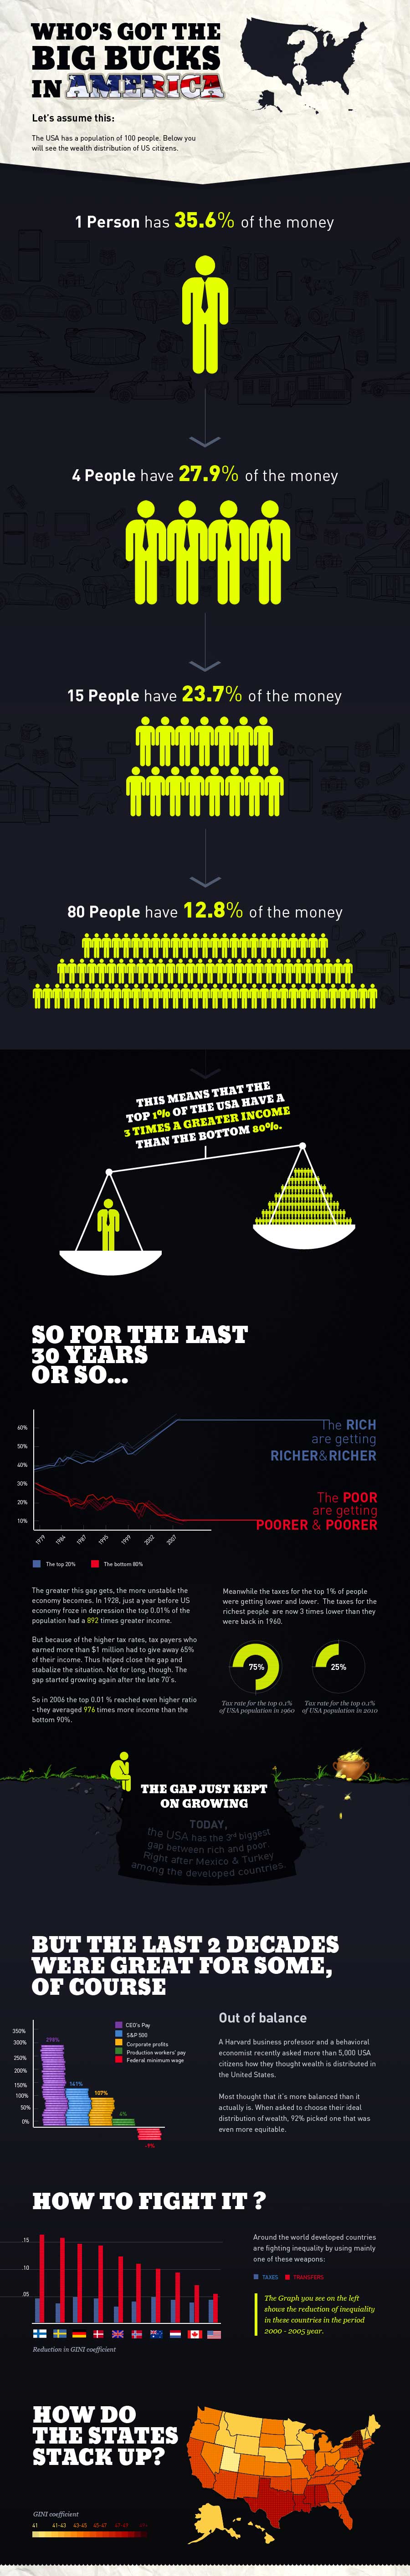 WHO'S GOT THE
BIG BUCKS
IN AMERICA
Let's assume this:
The USA has a population of 100 people. Below you
will see the wealth distribution of US citizens.
1 Person has 35.6% of the money
4 People have 27.9% of the money
15 People have 23.7% of the money
80 People have 12.8% of the money
THIS MEANS THAT THE
TOP 1% OF THE USA HAVE A
3 TIMES A GREATER INCOME
THAN THE BOTTOM 80%.
SO FOR THE LAST
30 YEARS
OR SO...
60%
50%
40%
30%
20%
10%
1979
1984
1987
1995
1999
2002
2007
The RICH
are getting
RICHER&RICHER
The POOR
are getting
POORER & POORER
The top 20%
The bottom 80%
The greater this gap gets, the more unstable the
economy becomes. In 1928, just a year before US
economy froze in depression the top 0.01% of the
population had a 892 times greater income.
But because of the higher tax rates, tax payers who
earned more than $1 million had to give away 65%
of their income. Thus helped close the gap and
stabilize the situation. Not for long, though. The
gap started growing again after the late 70's.
So in 2006 the top 0.01 % reached even higher ratio
- they averaged 976 times more income than the
bottom 90%.
Meanwhile the taxes for the top 1% of people
were getting lower and lower. The taxes for the
richest people are now 3 times lower than they
were back in 1960.
75%
25%
Tax rate for the top 0.1%
of USA population in 1960
Tax rate for the top 0.1%
of USA population in 2010
THE GAP JUST KEPT
ON GROWING
TODAY,
the USA has the 3rd biggest
gap between rich and poor.
Right after Mexico & Turkey
among the developed countries.
BUT THE LAST 2 DECADES
WERE GREAT FOR SOME,
OF COURSE
350%
300%
250%
200%
150%
100%
50%
0%
298%
141%
107%
4%
-9%
CEO's Pay
S&P 500
Corporate profits
Production workers' pay
Federal minimum wage
Out of balance
A Harvard business professor and a behavioral
economist recently asked more than 5,000 USA
citizens how they thought wealth is distributed in
the United States.
Most thought that it's more balanced than it
actually is. When asked to choose their ideal
distribution of wealth, 92% picked one that was
even more equitable.
HOW TO FIGHT IT ?
.15
.10
.05
Reduction in GINI coefficient
Around the world developed countries
are fighting inequality by using mainly
one of these weapons:
TAXES
TRANSFERS
The Graph you see on the left
shows the reduction of inequiality
in these countries in the period
2000 - 2005 year.
HOW DO
THE STATES
STACK UP?
GINI coefficient
41
41-43
43-45
45-47
47-49